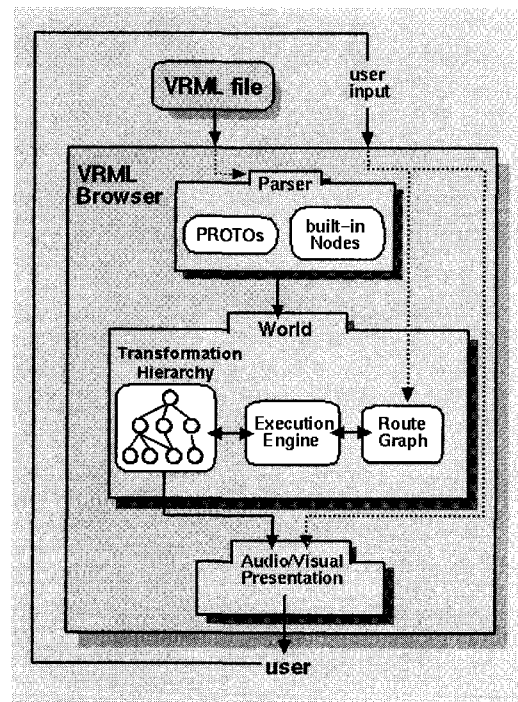 VRML file
user
input
VRML
Browser
Parser
PROTOs
built-in
Nodes
World
Transformation
Hierarchy
Execution
Engine
Route
Graph
Audio/Visual
Presentation
user